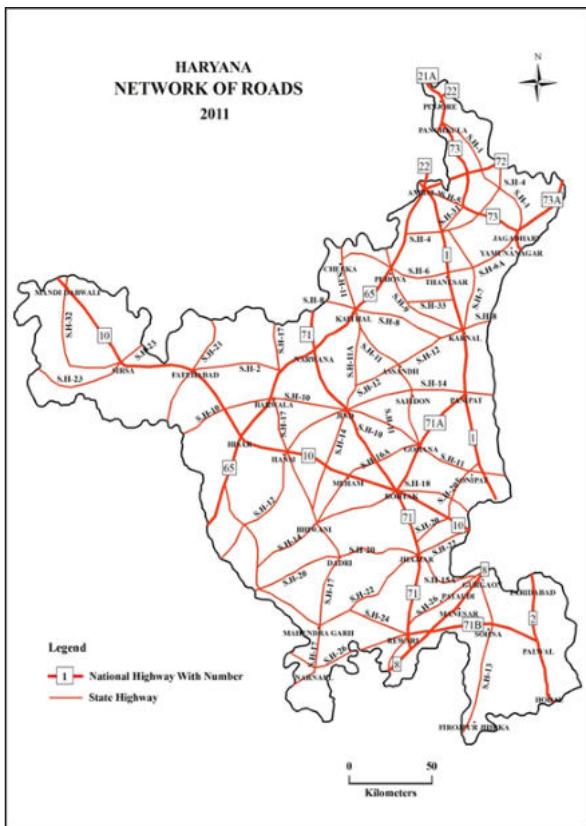 HARYANA
NETWORK OF ROADS
2011
N
21A
22
PINJORE
PANCHKULA
S.H-1
73
72
22
S.H-4
73A
S.H-1
73
S.H-4
JAGADHARI
YAMUNANAGAR
1
CHEEKA
PEHOVA
S.H-6
THANESAR
S.H-6A
S.H-11
S.H-7
65
S.H-9
S.H-33
S.H-8
KAITHAL
S.H-8
S.H-8
KARNAL
71
NARWANA
S.H-17
MANDI DABWALI
S.H-32
10
S.H-23
SIRSA
S.H-23
S.H-21
FATEHABAD
S.H-2
S.H-11A
S.H-11
S.H-12
ASSANDH
S.H-12
S.H-14
SAFIDON
PANIPAT
BARWALA
S.H-10
S.H-10
S.H-17
JIND
S.H-11
71A
S.H-14
S.H-10
GOHANA
1
HISAR
HANSI
10
S.H-16A
S.H-11
65
MEHAM
S.H-18
SONIPAT
ROHTAK
S.H-20
S.H-12
71
S.H-20
10
BHIWANI
S.H-14
S.H-20
S.H-22
DADRI
JHAJJAR
S.H-20
S.H-17
S.H-15A
8
GURGAON
FARIDABAD
S.H-22
71
S.H-26
PATAUDI
MANESAR
S.H-24
2
MAHENDRA GARH
REWARI
71B
SOHNA
PALWAL
S.H-17
S.H-26
8
NARNAUL
S.H-13
HODAL
FIROZPUR JHIRKA
Legend
1 National Highway With Number
State Highway
0 50
Kilometers